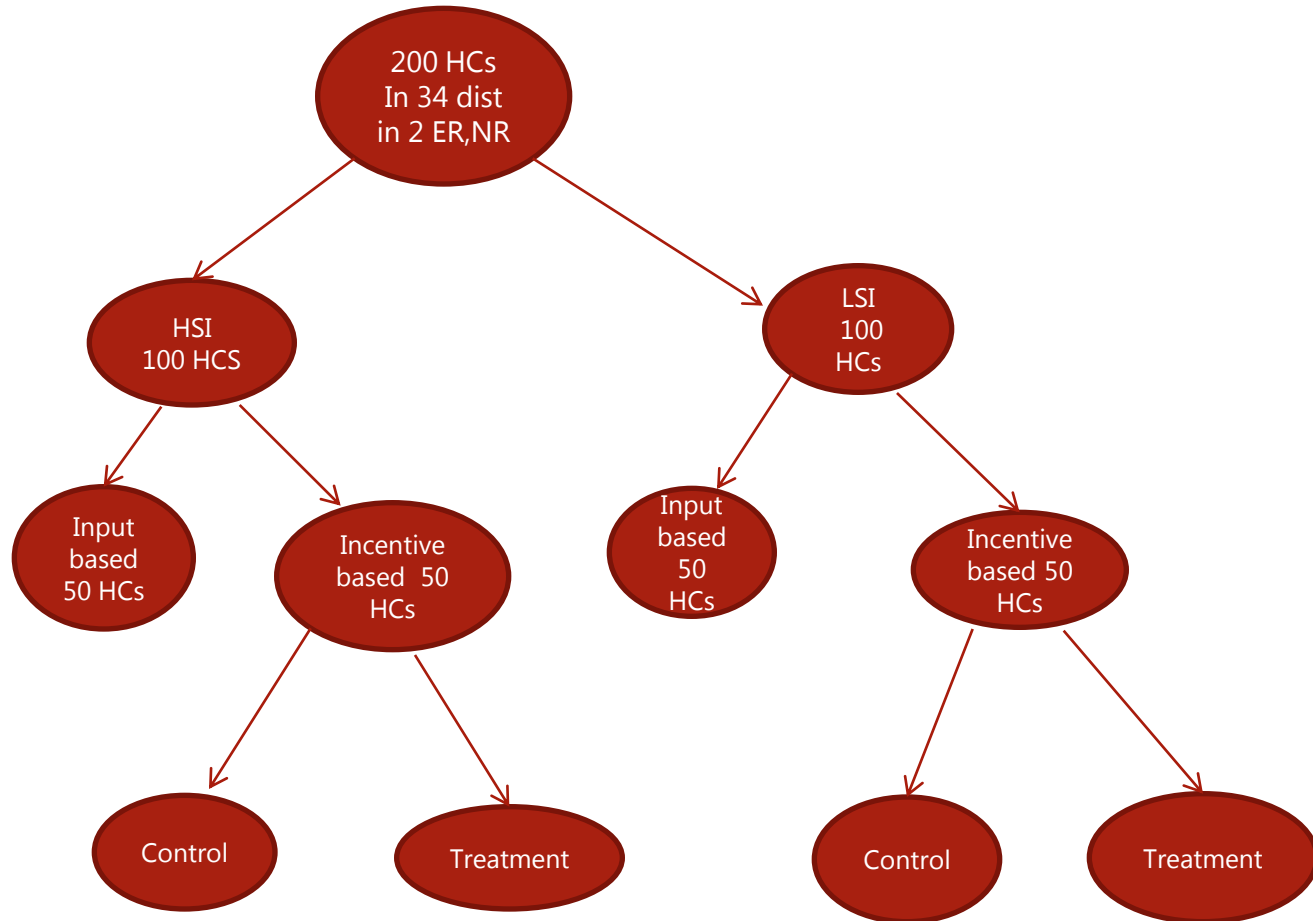 200 HCs
In 34 dist
in 2 ER,NR
HSI
100 HCS
LSI
100
HCs
Input
based
50 HCs
Incentive
based 50
HCs
Input
based
50
HCs
Incentive
based 50
HCs
Control
Treatment
Control
Treatment